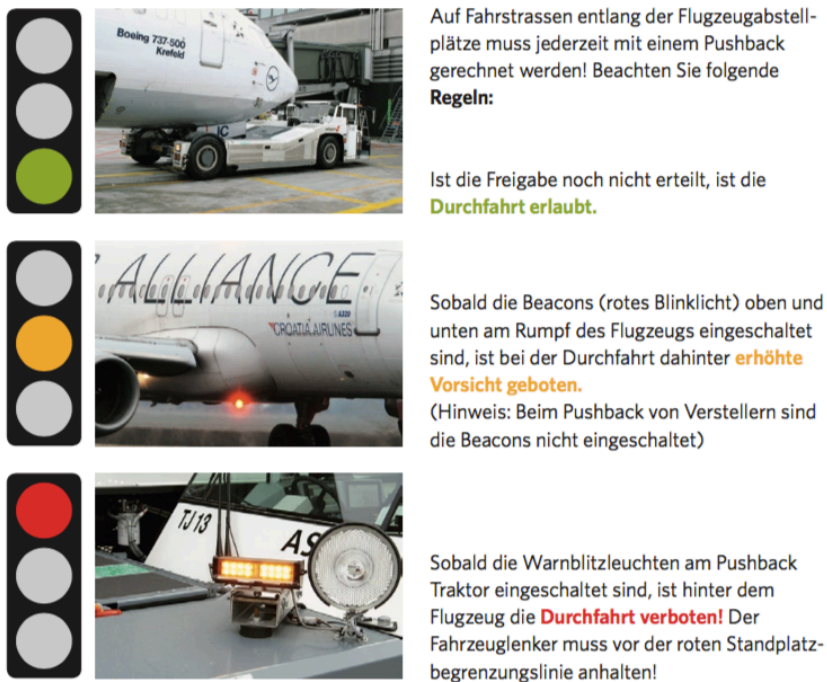 Boeing 737-500
Krefeld
IC
Auf Fahrstrassen entlang der Flugzeugabstell-
plätze muss jederzeit mit einem Pushback
gerechnet werden! Beachten Sie folgende
Regeln:
Ist die Freigabe noch nicht erteilt, ist die
Durchfahrt erlaubt.
ALLIANCE
CROATIA AIRLINES
Sobald die Beacons (rotes Blinklicht) oben und
unten am Rumpf des Flugzeugs eingeschaltet
sind, ist bei der Durchfahrt dahinter erhöhte
Vorsicht geboten.
(Hinweis: Beim Pushback von Verstellern sind
die Beacons nicht eingeschaltet)
TJ 13
AS
Sobald die Warnblitzleuchten am Pushback
Traktor eingeschaltet sind, ist hinter dem
Flugzeug die Durchfahrt verboten! Der
Fahrzeuglenker muss vor der roten Standplatz-
begrenzungslinie anhalten!